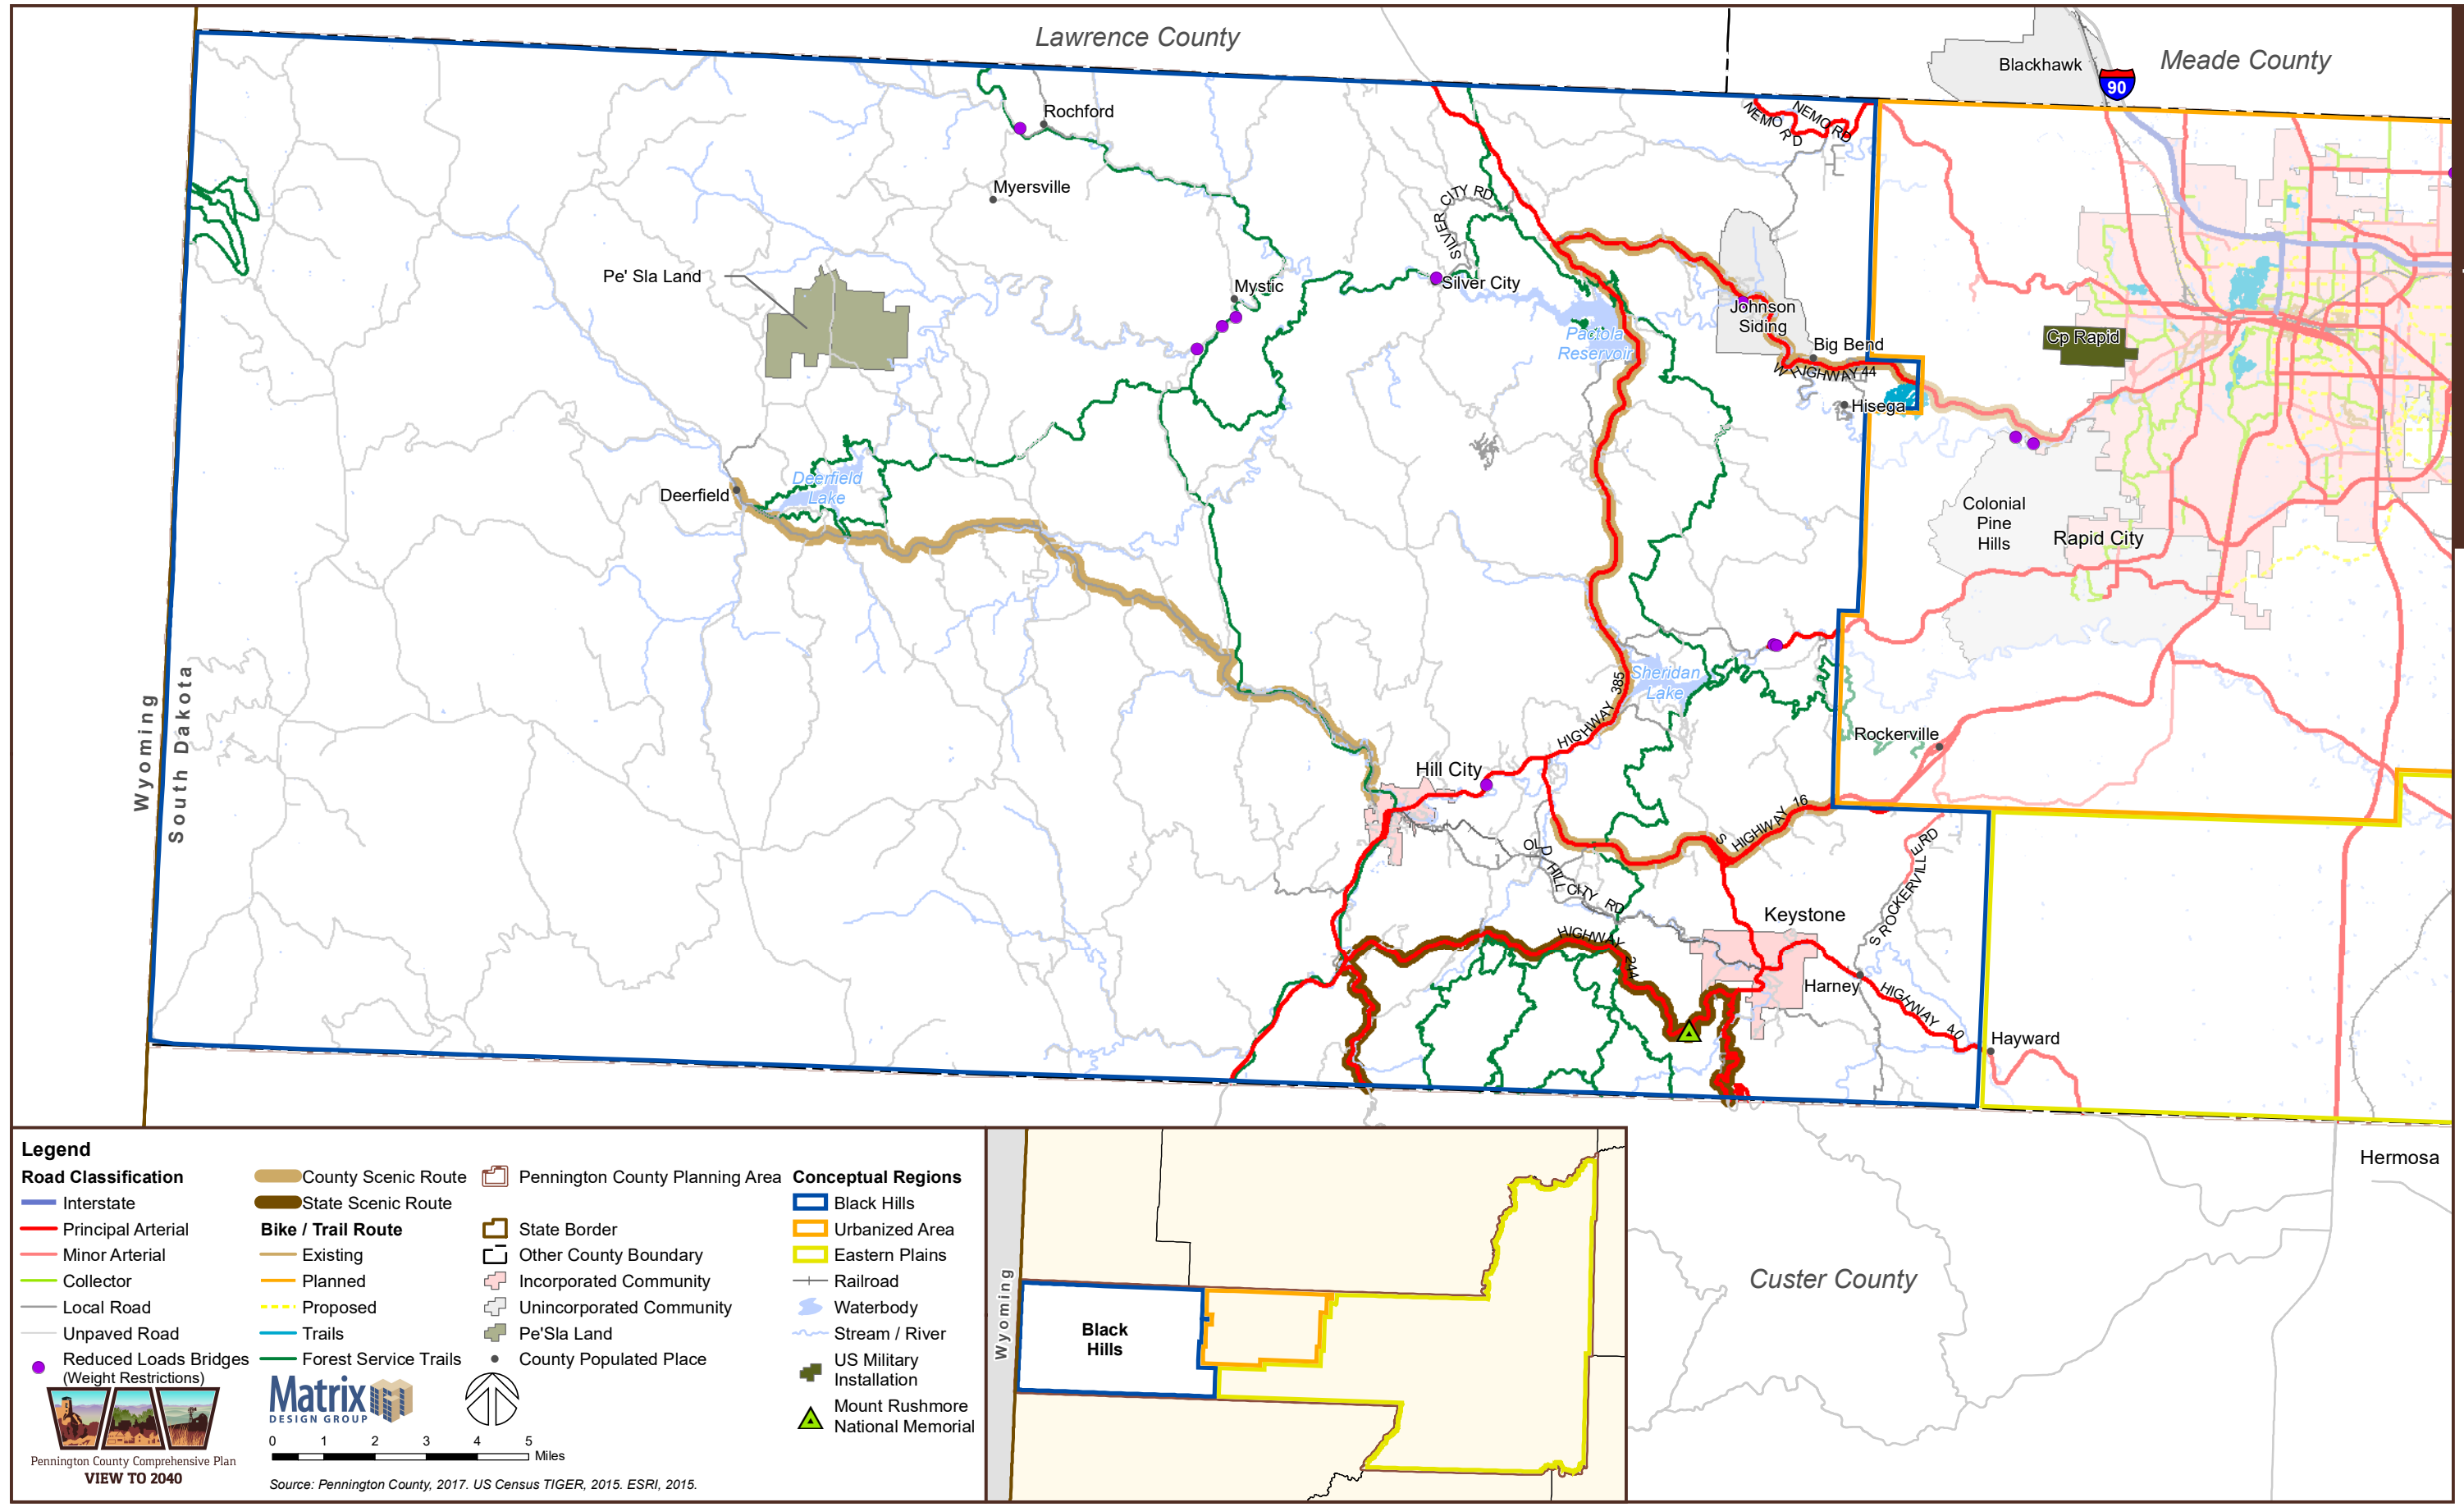 Lawrence County
Meade County
Blackhawk
90
NEMO RD
NEMO RD
Rochford
Myersville
SILVER CITY RD
Pe' Sla Land
Mystic
Silver City
Pactola
Reservoir
Johnson
Siding
Big Bend
W HIGHWAY 44
Hisega
Cp Rapid
Deerfield
Lake
Deerfield
Colonial
Pine
Hills
Rapid City
Sheridan
Lake
HIGHWAY 385
Rockerville
Wyoming
South Dakota
Hill City
S HIGHWAY 16
OLD HILL CITY RD
S ROCKERVILLE RD
Keystone
HIGHWAY 244
Harney
HIGHWAY 40
Hayward
Hermosa
Custer County
Legend
Road Classification
Interstate
Principal Arterial
Minor Arterial
Collector
Local Road
Unpaved Road
Reduced Loads Bridges
(Weight Restrictions)
County Scenic Route
State Scenic Route
Bike / Trail Route
Existing
Planned
Proposed
Trails
Forest Service Trails
Pennington County Planning Area
State Border
Other County Boundary
Incorporated Community
Unincorporated Community
Pe'Sla Land
County Populated Place
Conceptual Regions
Black Hills
Urbanized Area
Eastern Plains
Railroad
Waterbody
Stream / River
US Military
Installation
Mount Rushmore
National Memorial
Pennington County Comprehensive Plan
VIEW TO 2040
Matrix
DESIGN GROUP
0 1 2 3 4 5
Miles
Source: Pennington County, 2017. US Census TIGER, 2015. ESRI, 2015.
Wyoming
Black
Hills